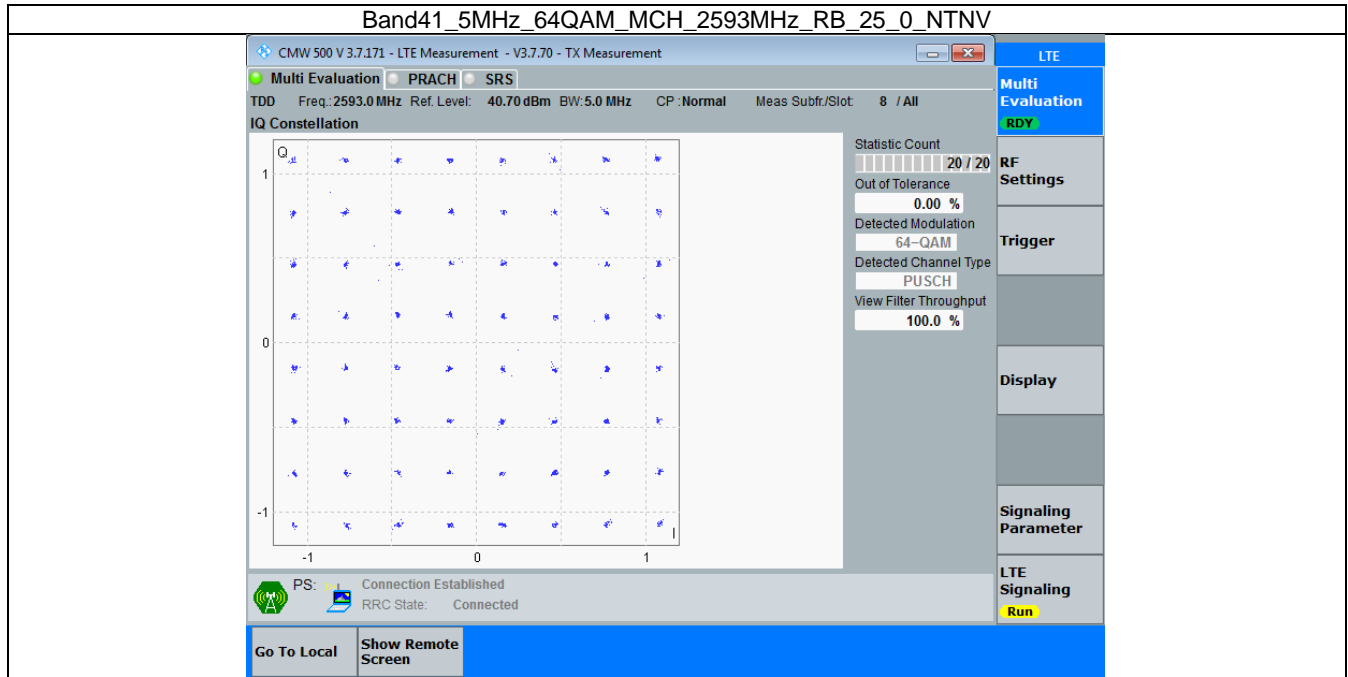 Band41_5MHz_64QAM_MCH_2593MHz_RB_25_0_NTNV
CMW 500 V 3.7.171 - LTE Measurement - V3.7.70 - TX Measurement
LTE
Multi Evaluation PRACH SRS
Multi
Evaluation
RDY
TDD Freq.:2593.0 MHz Ref. Level: 40.70 dBm BW:5.0 MHz CP :Normal Meas Subfr./Slot: 8 / All
IQ Constellation
Q
1
0
-1
-1 0 1
I
Statistic Count
20 / 20
Out of Tolerance
0.00 %
Detected Modulation
64-QAM
Detected Channel Type
PUSCH
View Filter Throughput
100.0 %
RF
Settings
Trigger
Display
Signaling
Parameter
LTE
Signaling
Run
PS: Connection Established
RRC State: Connected
Go To Local
Show Remote
Screen